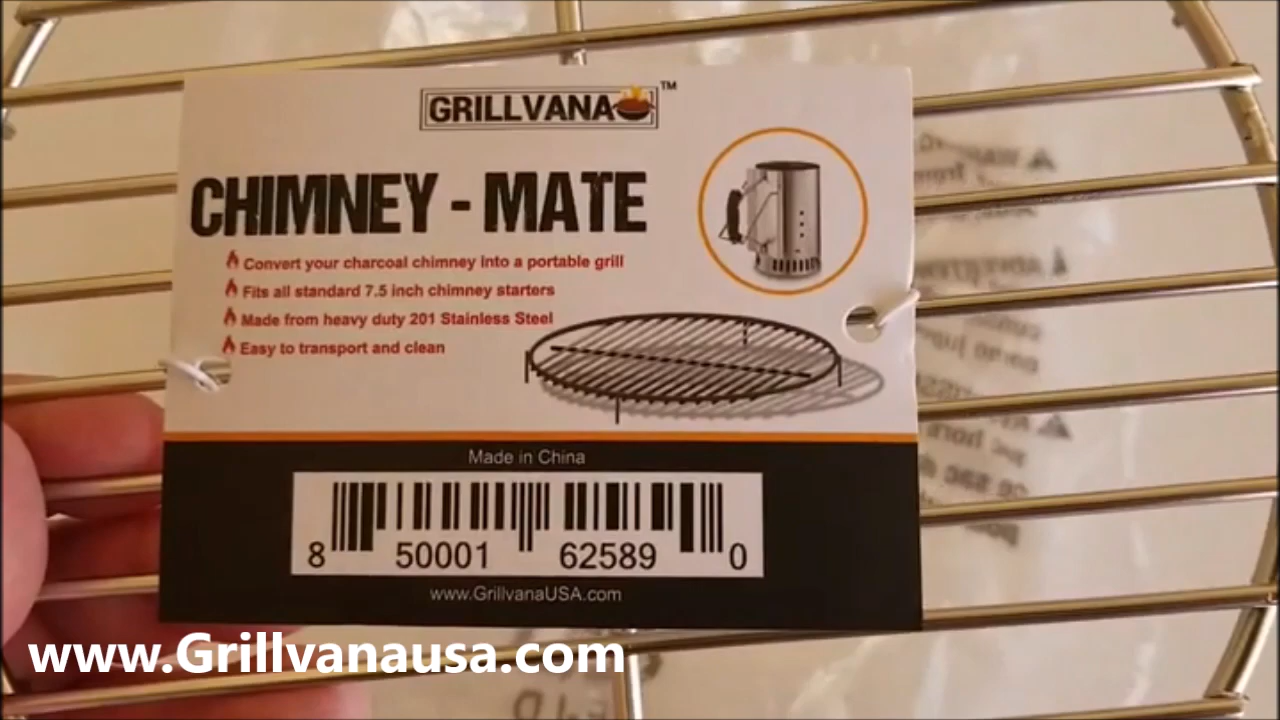 GRILLVANA™
CHIMNEY - MATE
Convert your charcoal chimney into a portable grill
Fits all standard 7.5 inch chimney starters
Made from heavy duty 201 Stainless Steel
Easy to transport and clean
Made in China
8 50001 62589 0
www.GrillvanaUSA.com
www.Grillvanausa.com